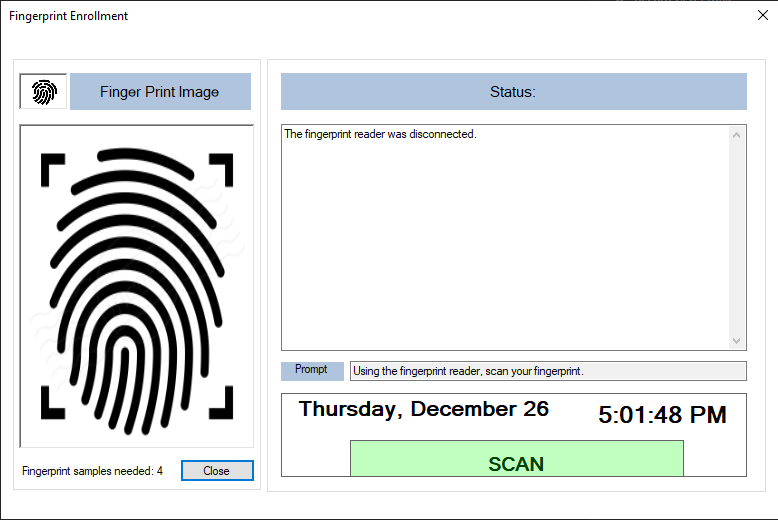 Fingerprint Enrollment
Finger Print Image
Status:
The fingerprint reader was disconnected.
Prompt
Using the fingerprint reader, scan your fingerprint.
Thursday, December 26
5:01:48 PM
SCAN
Fingerprint samples needed: 4
Close